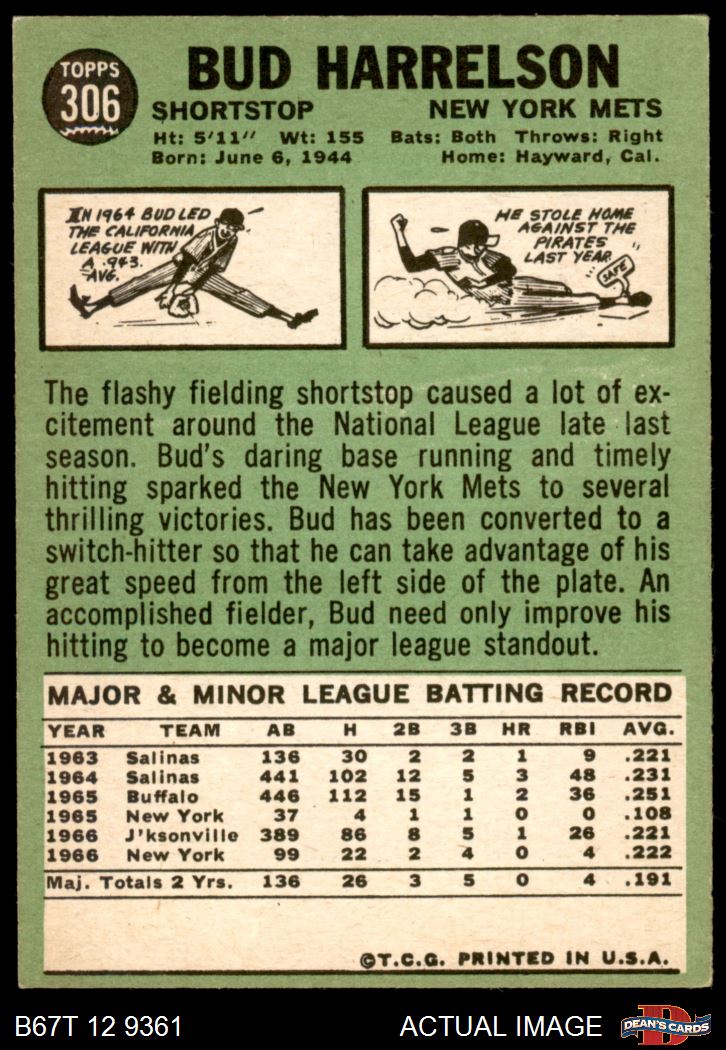 TOPPS
306
BUD HARRELSON
SHORTSTOP NEW YORK METS
Ht: 5'11" Wt: 155 Bats: Both Throws: Right
Born: June 6, 1944 Home: Hayward, Cal.
IN 1964 BUD LED
THE CALIFORNIA
LEAGUE WITH
A .943.
AVG.
HE STOLE HOME
AGAINST THE
PIRATES
LAST YEAR.
SAFE
The flashy fielding shortstop caused a lot of ex-
citement around the National League late last
season. Bud's daring base running and timely
hitting sparked the New York Mets to several
thrilling victories. Bud has been converted to a
switch-hitter so that he can take advantage of his
great speed from the left side of the plate. An
accomplished fielder, Bud need only improve his
hitting to become a major league standout.
MAJOR & MINOR LEAGUE BATTING RECORD
YEAR TEAM AB H 2B 3B HR RBI AVG.
1963 Salinas 136 30 2 2 1 9 .221
1964 Salinas 441 102 12 5 3 48 .231
1965 Buffalo 446 112 15 1 2 36 .251
1965 New York 37 4 1 1 0 0 .108
1966 J'ksonville 389 86 8 5 1 26 .221
1966 New York 99 22 2 4 0 4 .222
Maj. Totals 2 Yrs. 136 26 3 5 0 4 .191
©T.C.G. PRINTED IN U.S.A.
B67T 12 9361 ACTUAL IMAGE
D
DEAN'S CARDS